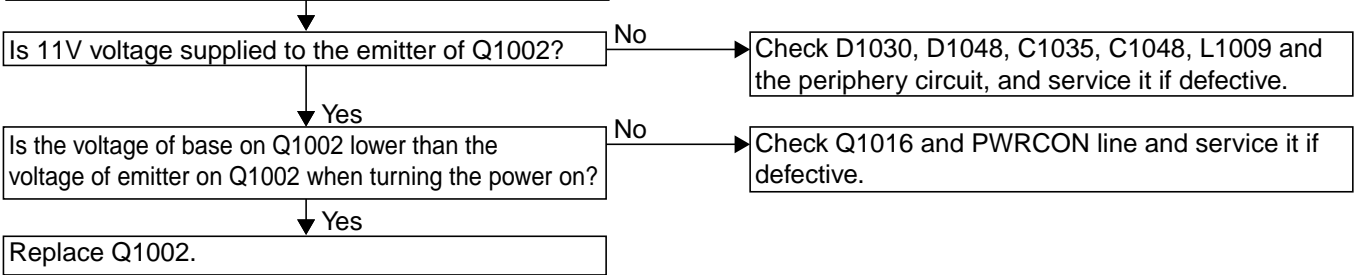 Is 11V voltage supplied to the emitter of Q1002?
No
Check D1030, D1048, C1035, C1048, L1009 and
the periphery circuit, and service it if defective.
Yes
Is the voltage of base on Q1002 lower than the
voltage of emitter on Q1002 when turning the power on?
No
Check Q1016 and PWRCON line and service it if
defective.
Yes
Replace Q1002.